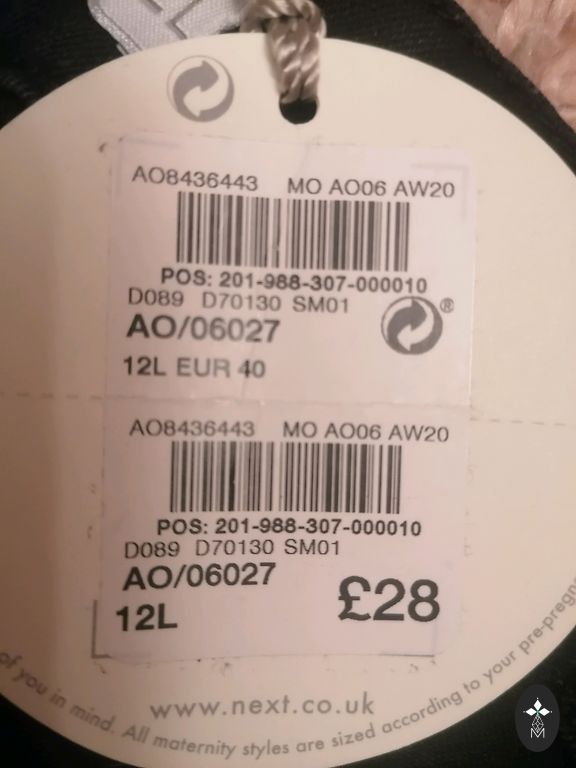 AO8436443 MO AO06 AW20
POS: 201-988-307-000010
D089 D70130 SM01
AO/06027
®
12L EUR 40
AO8436443 MO AO06 AW20
POS: 201-988-307-000010
D089 D70130 SM01
AO/06027
12L £28
www.next.co.uk
of you in mind. All maternity styles are sized according to your